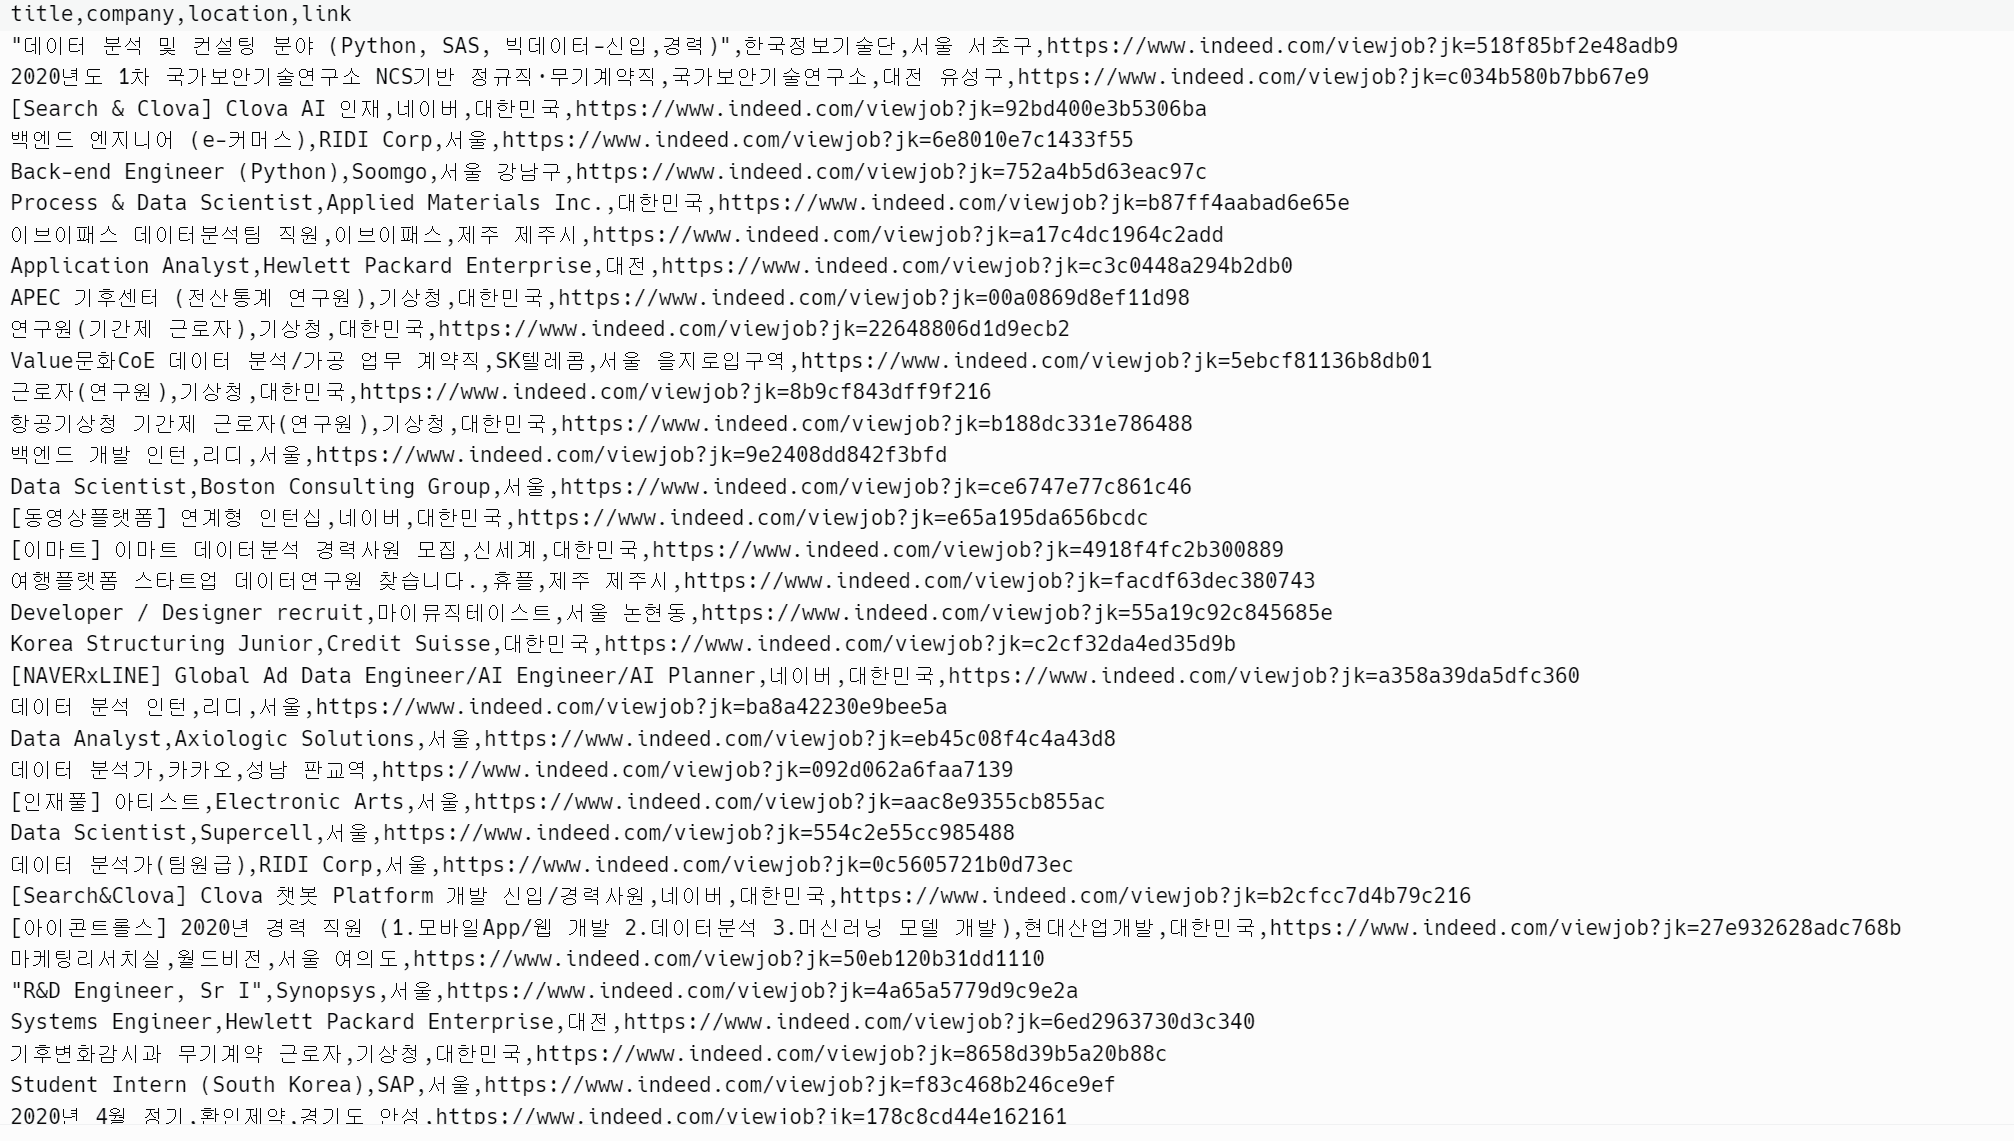 title,company,location,link
"데이터 분석 및 컨설팅 분야 (Python, SAS, 빅데이터-신입,경력)",한국정보기술단,서울 서초구,https://www.indeed.com/viewjob?jk=518f85bf2e48adb9
2020년도 1차 국가보안기술연구소 NCS기반 정규직·무기계약직,국가보안기술연구소,대전 유성구,https://www.indeed.com/viewjob?jk=c034b580b7bb67e9
[Search & Clova] Clova AI 인재,네이버,대한민국,https://www.indeed.com/viewjob?jk=92bd400e3b5306ba
백엔드 엔지니어 (e-커머스),RIDI Corp,서울,https://www.indeed.com/viewjob?jk=6e8010e7c1433f55
Back-end Engineer (Python),Soomgo,서울 강남구,https://www.indeed.com/viewjob?jk=752a4b5d63eac97c
Process & Data Scientist,Applied Materials Inc.,대한민국,https://www.indeed.com/viewjob?jk=b87ff4aabad6e65e
이브이패스 데이터분석팀 직원,이브이패스,제주 제주시,https://www.indeed.com/viewjob?jk=a17c4dc1964c2add
Application Analyst,Hewlett Packard Enterprise,대전,https://www.indeed.com/viewjob?jk=c3c0448a294b2db0
APEC 기후센터 (전산통계 연구원),기상청,대한민국,https://www.indeed.com/viewjob?jk=00a0869d8ef11d98
연구원(기간제 근로자),기상청,대한민국,https://www.indeed.com/viewjob?jk=22648806d1d9ecb2
Value문화CoE 데이터 분석/가공 업무 계약직,SK텔레콤,서울 을지로입구역,https://www.indeed.com/viewjob?jk=5ebcf81136b8db01
근로자(연구원),기상청,대한민국,https://www.indeed.com/viewjob?jk=8b9cf843dff9f216
항공기상청 기간제 근로자(연구원),기상청,대한민국,https://www.indeed.com/viewjob?jk=b188dc331e786488
백엔드 개발 인턴,리디,서울,https://www.indeed.com/viewjob?jk=9e2408dd842f3bfd
Data Scientist,Boston Consulting Group,서울,https://www.indeed.com/viewjob?jk=ce6747e77c861c46
[동영상플랫폼] 연계형 인턴십,네이버,대한민국,https://www.indeed.com/viewjob?jk=e65a195da656bcdc
[이마트] 이마트 데이터분석 경력사원 모집,신세계,대한민국,https://www.indeed.com/viewjob?jk=4918f4fc2b300889
여행플랫폼 스타트업 데이터연구원 찾습니다.,휴플,제주 제주시,https://www.indeed.com/viewjob?jk=facdf63dec380743
Developer / Designer recruit,마이뮤직테이스트,서울 논현동,https://www.indeed.com/viewjob?jk=55a19c92c845685e
Korea Structuring Junior,Credit Suisse,대한민국,https://www.indeed.com/viewjob?jk=c2cf32da4ed35d9b
[NAVERxLINE] Global Ad Data Engineer/AI Engineer/AI Planner,네이버,대한민국,https://www.indeed.com/viewjob?jk=a358a39da5dfc360
데이터 분석 인턴,리디,서울,https://www.indeed.com/viewjob?jk=ba8a42230e9bee5a
Data Analyst,Axiologic Solutions,서울,https://www.indeed.com/viewjob?jk=eb45c08f4c4a43d8
데이터 분석가,카카오,성남 판교역,https://www.indeed.com/viewjob?jk=092d062a6faa7139
[인재풀] 아티스트,Electronic Arts,서울,https://www.indeed.com/viewjob?jk=aac8e9355cb855ac
Data Scientist,Supercell,서울,https://www.indeed.com/viewjob?jk=554c2e55cc985488
데이터 분석가(팀원급),RIDI Corp,서울,https://www.indeed.com/viewjob?jk=0c5605721b0d73ec
[Search&Clova] Clova 챗봇 Platform 개발 신입/경력사원,네이버,대한민국,https://www.indeed.com/viewjob?jk=b2cfcc7d4b79c216
[아이콘트롤스] 2020년 경력 직원 (1.모바일App/웹 개발 2.데이터분석 3.머신러닝 모델 개발),현대산업개발,대한민국,https://www.indeed.com/viewjob?jk=27e932628adc768b
마케팅리서치실,월드비전,서울 여의도,https://www.indeed.com/viewjob?jk=50eb120b31dd1110
"R&D Engineer, Sr I",Synopsys,서울,https://www.indeed.com/viewjob?jk=4a65a5779d9c9e2a
Systems Engineer,Hewlett Packard Enterprise,대전,https://www.indeed.com/viewjob?jk=6ed2963730d3c340
기후변화감시과 무기계약 근로자,기상청,대한민국,https://www.indeed.com/viewjob?jk=8658d39b5a20b88c
Student Intern (South Korea),SAP,서울,https://www.indeed.com/viewjob?jk=f83c468b246ce9ef
2020년 4월 정기,환인제약,경기도 안성,https://www.indeed.com/viewjob?jk=178c8cd44e162161